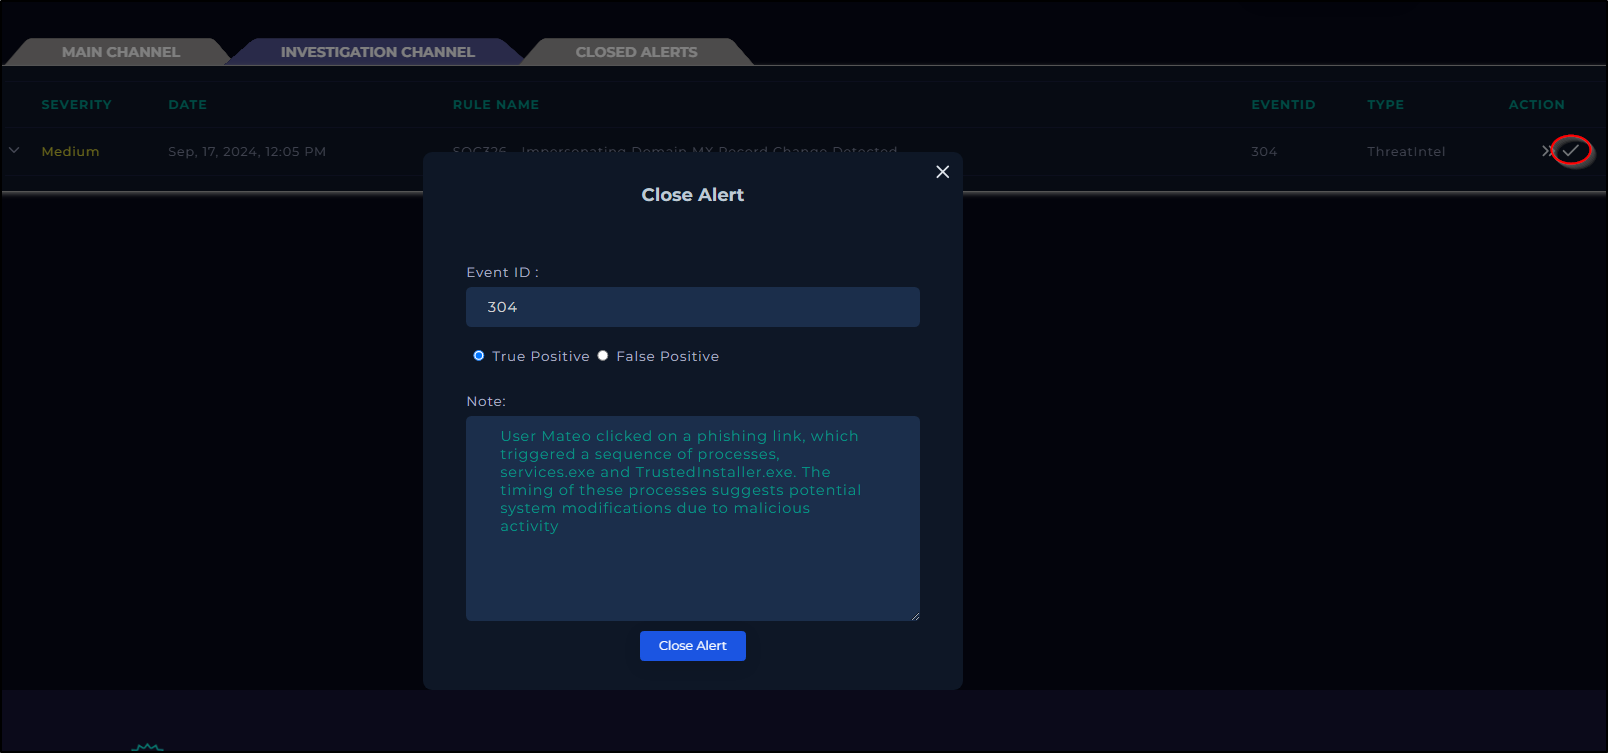 MAIN CHANNEL
INVESTIGATION CHANNEL
CLOSED ALERTS
SEVERITY DATE RULE NAME EVENTID TYPE ACTION
Medium Sep, 17, 2024, 12:05 PM SOC326 - Impersonating Domain MX Record Change Detected 304 ThreatIntel
Close Alert
Event ID :
304
True Positive False Positive
Note:
User Mateo clicked on a phishing link, which
triggered a sequence of processes,
services.exe and TrustedInstaller.exe. The
timing of these processes suggests potential
system modifications due to malicious
activity
Close Alert